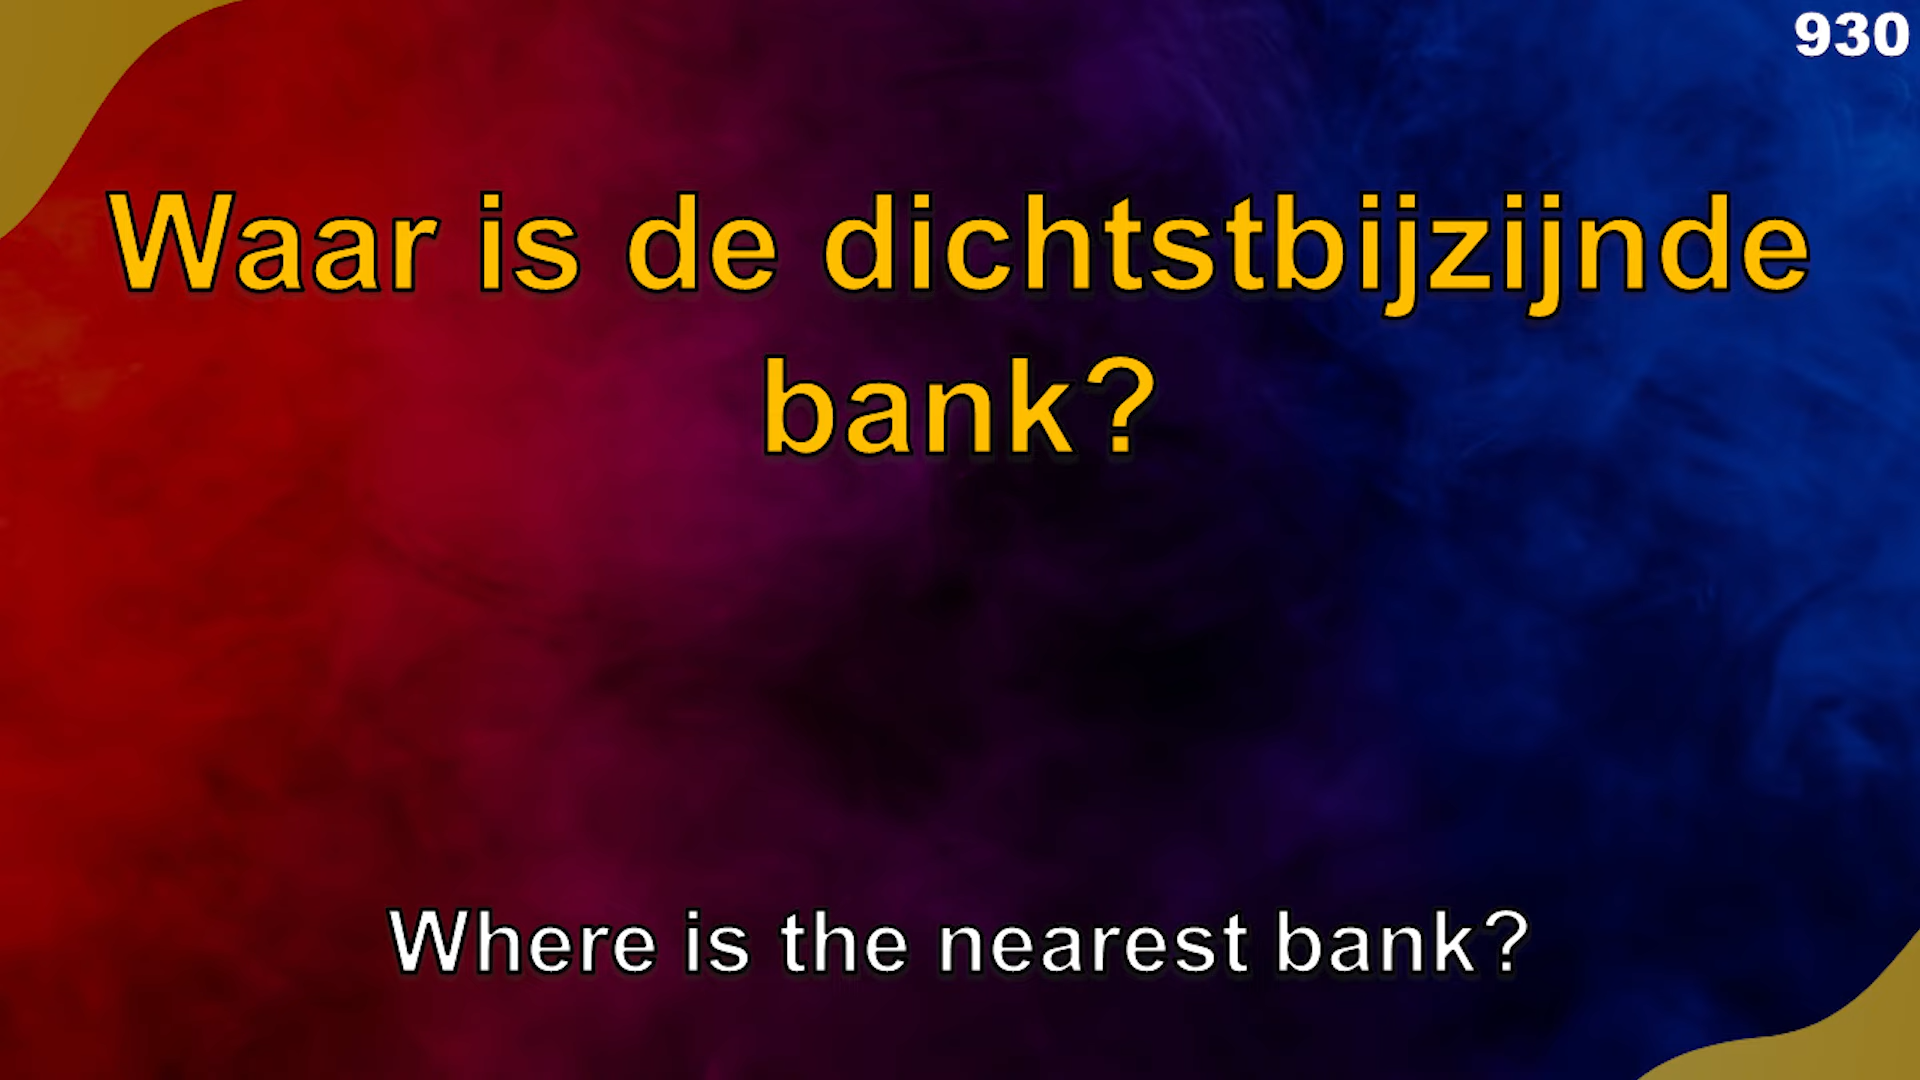 930
Waar is de dichtstbijzijnde
bank?
Where is the nearest bank?